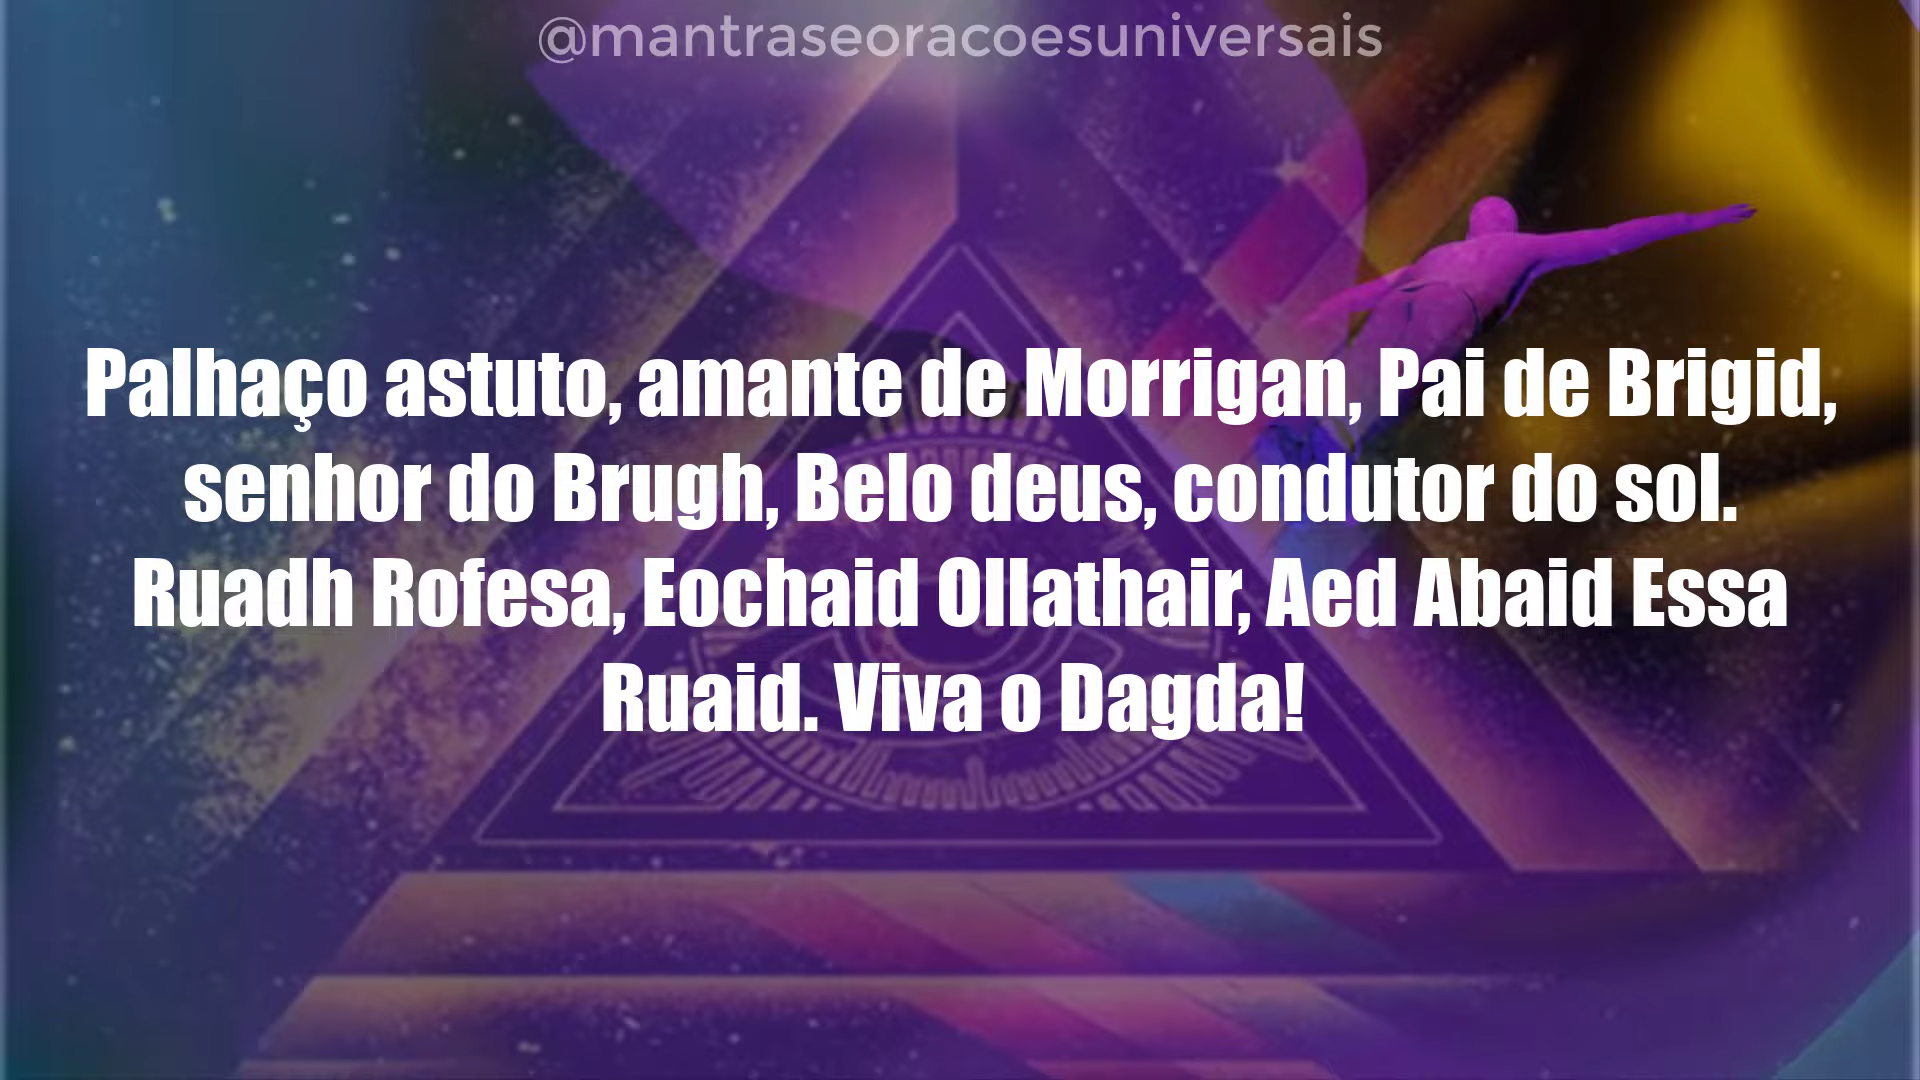 @mantraseoracoesuniversais
Palhaço astuto, amante de Morrigan, Pai de Brigid,
senhor do Brugh, Belo deus, condutor do sol.
Ruadh Rofesa, Eochaid Ollathair, Aed Abaid Essa
Ruaid. Viva o Dagda!